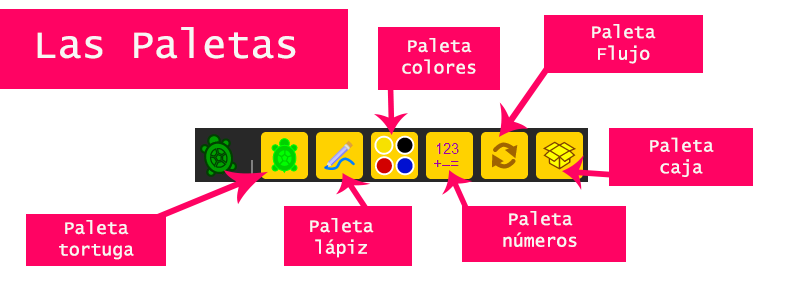 Las Paletas
Paleta
colores
Paleta
Flujo
123
+-=
Paleta
caja
Paleta
tortuga
Paleta
lápiz
Paleta
números